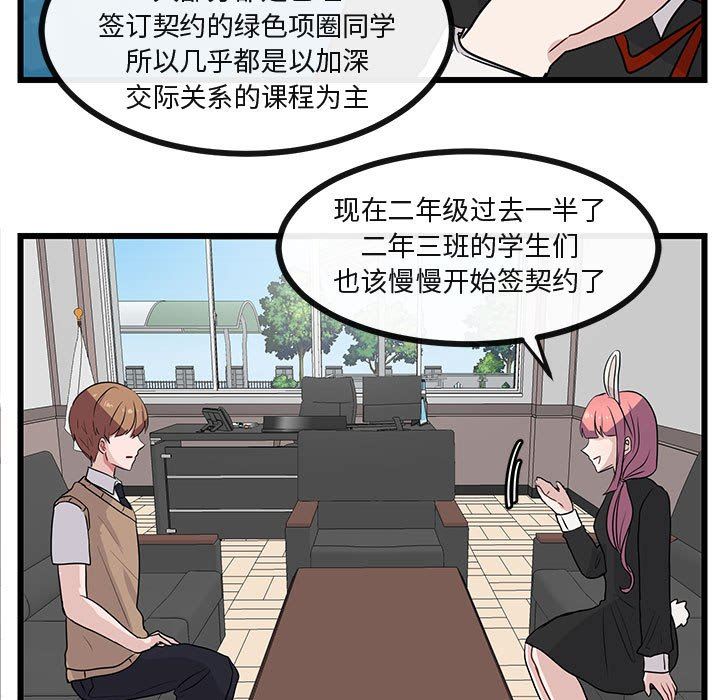 签订契约的绿色项圈同学
所以几乎都是以加深
交际关系的课程为主
现在二年级过去一半了
二年三班的学生们
也该慢慢开始签契约了